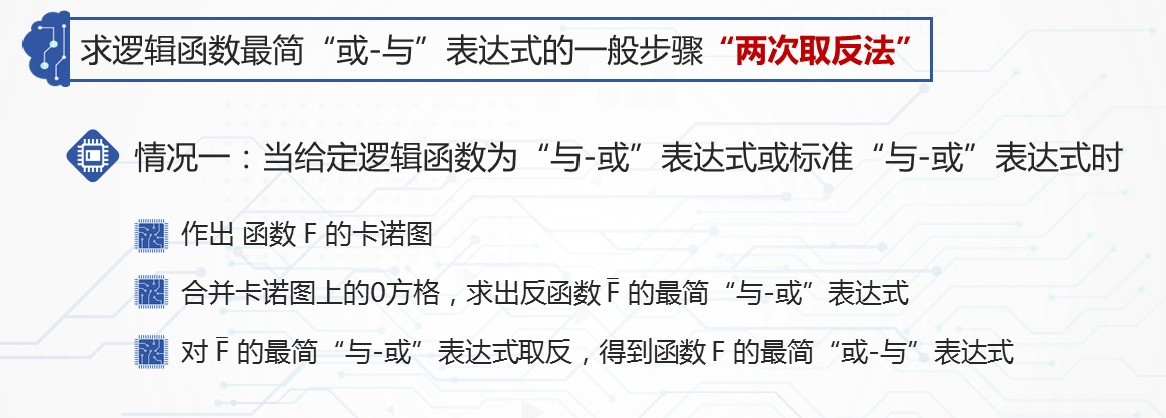 求逻辑函数最简“或-与”表达式的一般步骤“两次取反法”
情况一：当给定逻辑函数为“与-或”表达式或标准“与-或”表达式时
作出 函数 F 的卡诺图
合并卡诺图上的0方格，求出反函数 F̅ 的最简“与-或”表达式
对 F̅ 的最简“与-或”表达式取反，得到函数 F 的最简“或-与”表达式